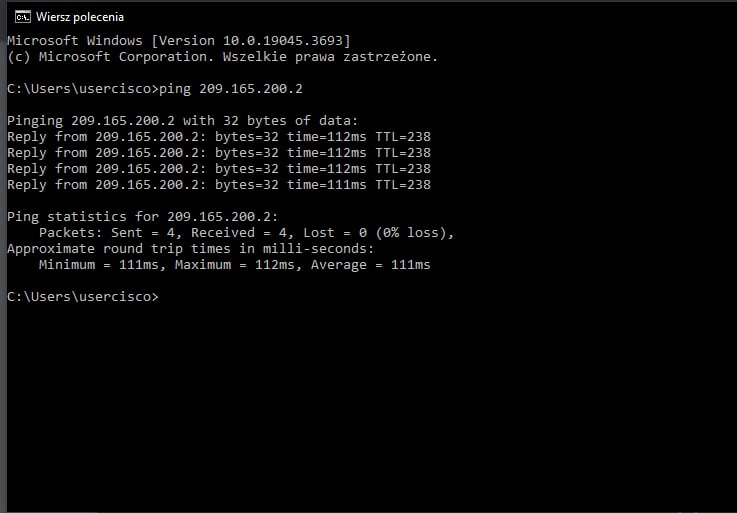 Wiersz polecenia
Microsoft Windows [Version 10.0.19045.3693]
(c) Microsoft Corporation. Wszelkie prawa zastrzeżone.
C:\Users\usercisco>ping 209.165.200.2
Pinging 209.165.200.2 with 32 bytes of data:
Reply from 209.165.200.2: bytes=32 time=112ms TTL=238
Reply from 209.165.200.2: bytes=32 time=112ms TTL=238
Reply from 209.165.200.2: bytes=32 time=112ms TTL=238
Reply from 209.165.200.2: bytes=32 time=111ms TTL=238
Ping statistics for 209.165.200.2:
Packets: Sent = 4, Received = 4, Lost = 0 (0% loss),
Approximate round trip times in milli-seconds:
Minimum = 111ms, Maximum = 112ms, Average = 111ms
C:\Users\usercisco>